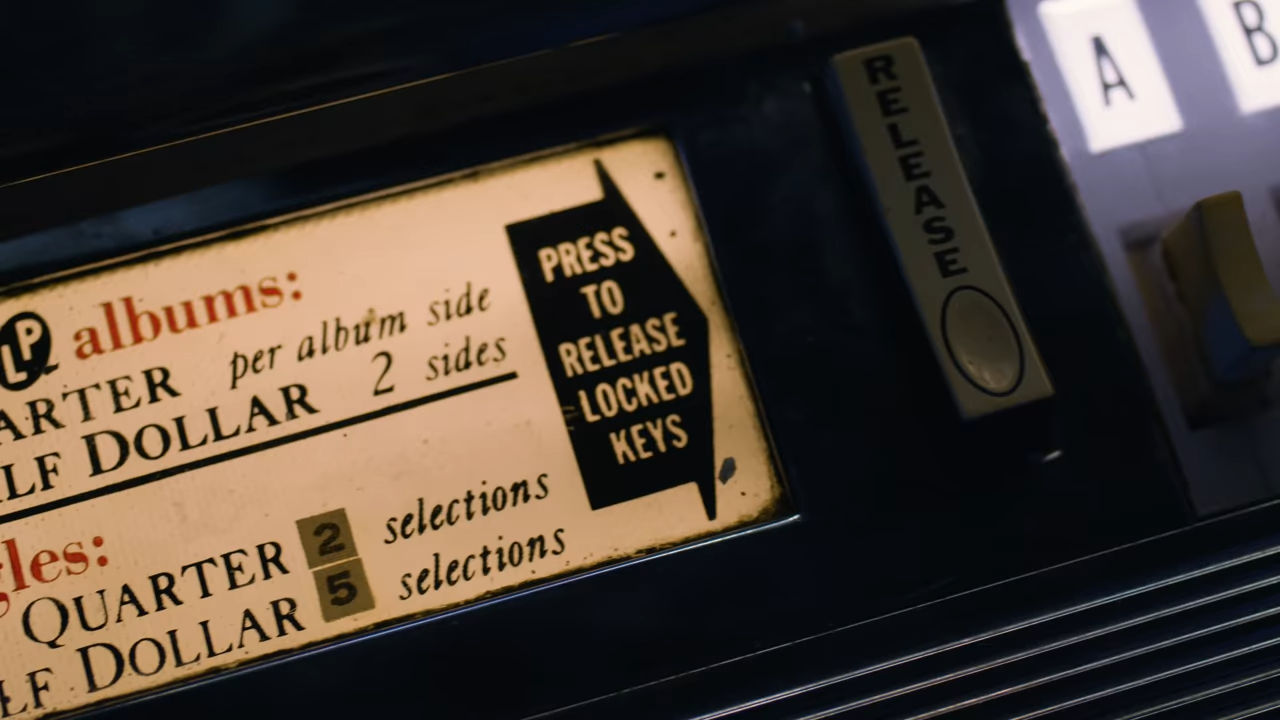 LP albums:
ARTER per album side
LF DOLLAR 2 sides
gles:
QUARTER 2 selections
LF DOLLAR 5 selections
PRESS
TO
RELEASE
LOCKED
KEYS
RELEASE
A
B